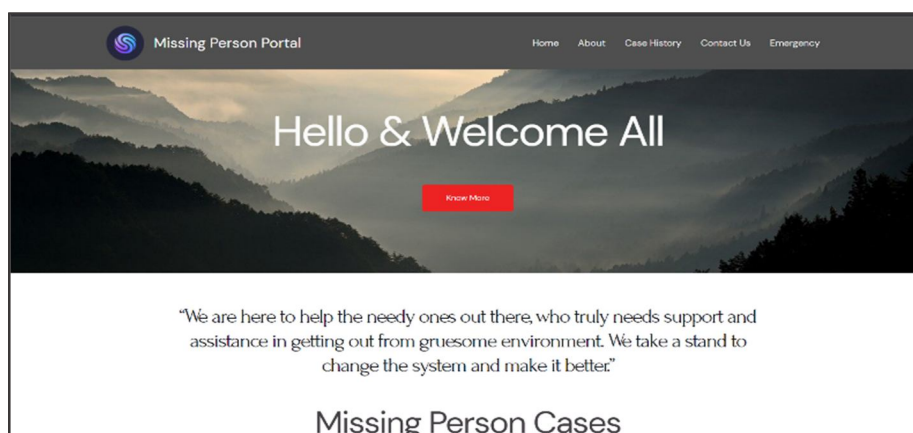 Missing Person Portal
Home About Case History Contact Us Emergency
Hello & Welcome All
Know More
“We are here to help the needy ones out there, who truly needs support and
assistance in getting out from gruesome environment. We take a stand to
change the system and make it better.”
Missing Person Cases